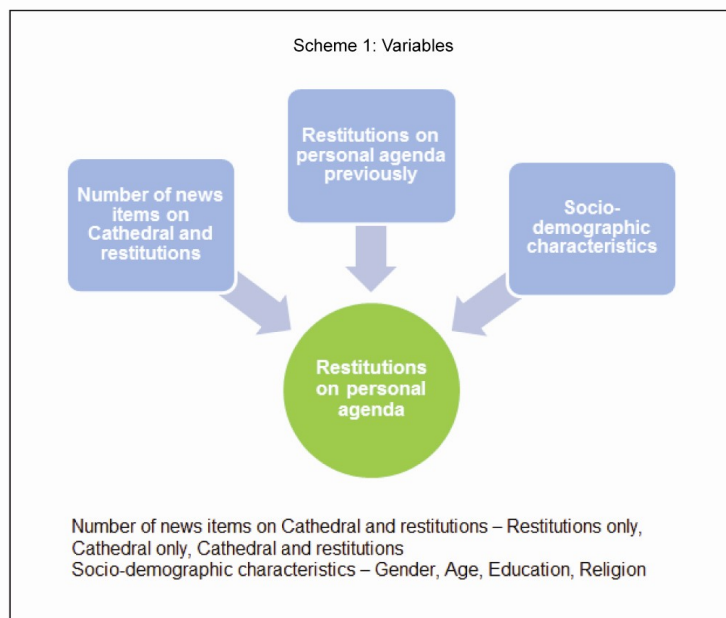 Scheme 1: Variables
Restitutions on
personal agenda
previously
Number of news
items on
Cathedral and
restitutions
Socio-
demographic
characteristics
Restitutions
on personal
agenda
Number of news items on Cathedral and restitutions – Restitutions only,
Cathedral only, Cathedral and restitutions
Socio-demographic characteristics – Gender, Age, Education, Religion